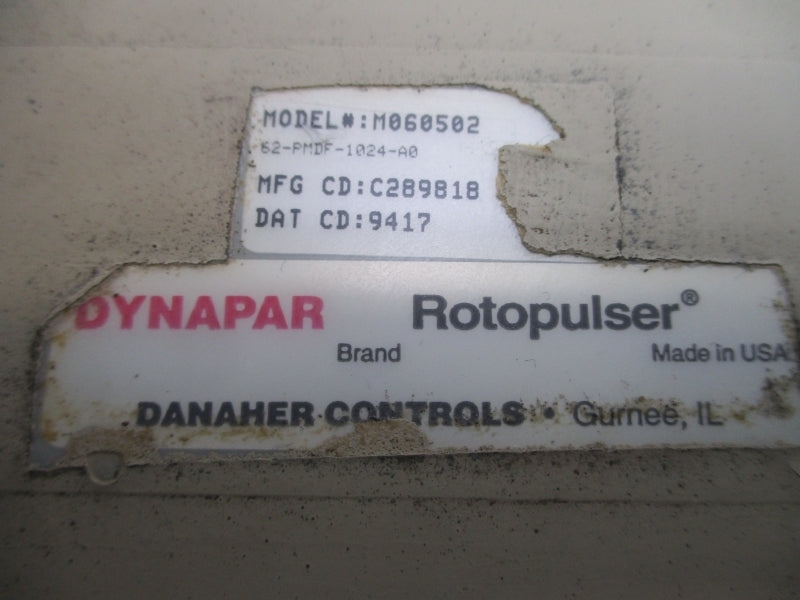 MODEL#:M060502
62-PMDF-1024-A0
MFG CD:C289818
DAT CD:9417
DYNAPAR Rotopulser®
Brand Made in USA
DANAHER CONTROLS • Gurnee, IL